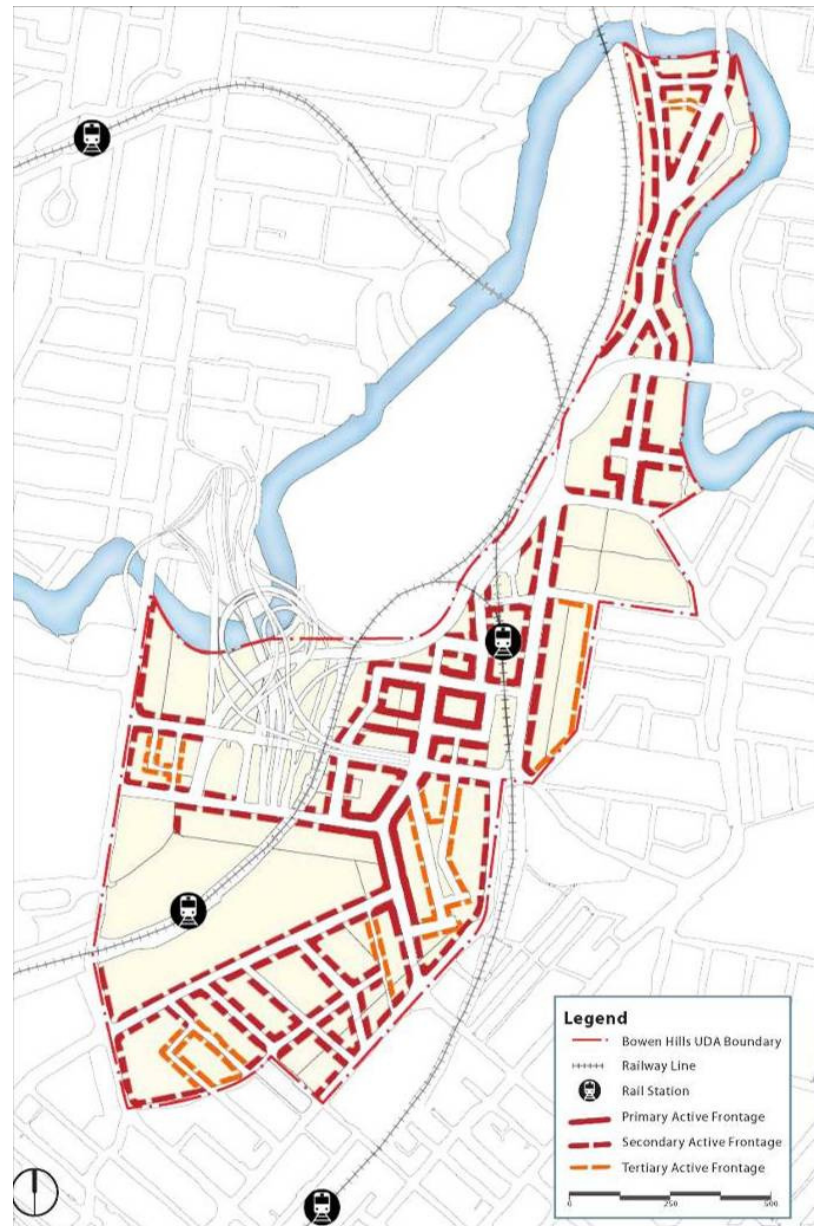 Legend
Bowen Hills UDA Boundary
Railway Line
Rail Station
Primary Active Frontage
Secondary Active Frontage
Tertiary Active Frontage
0 250 500